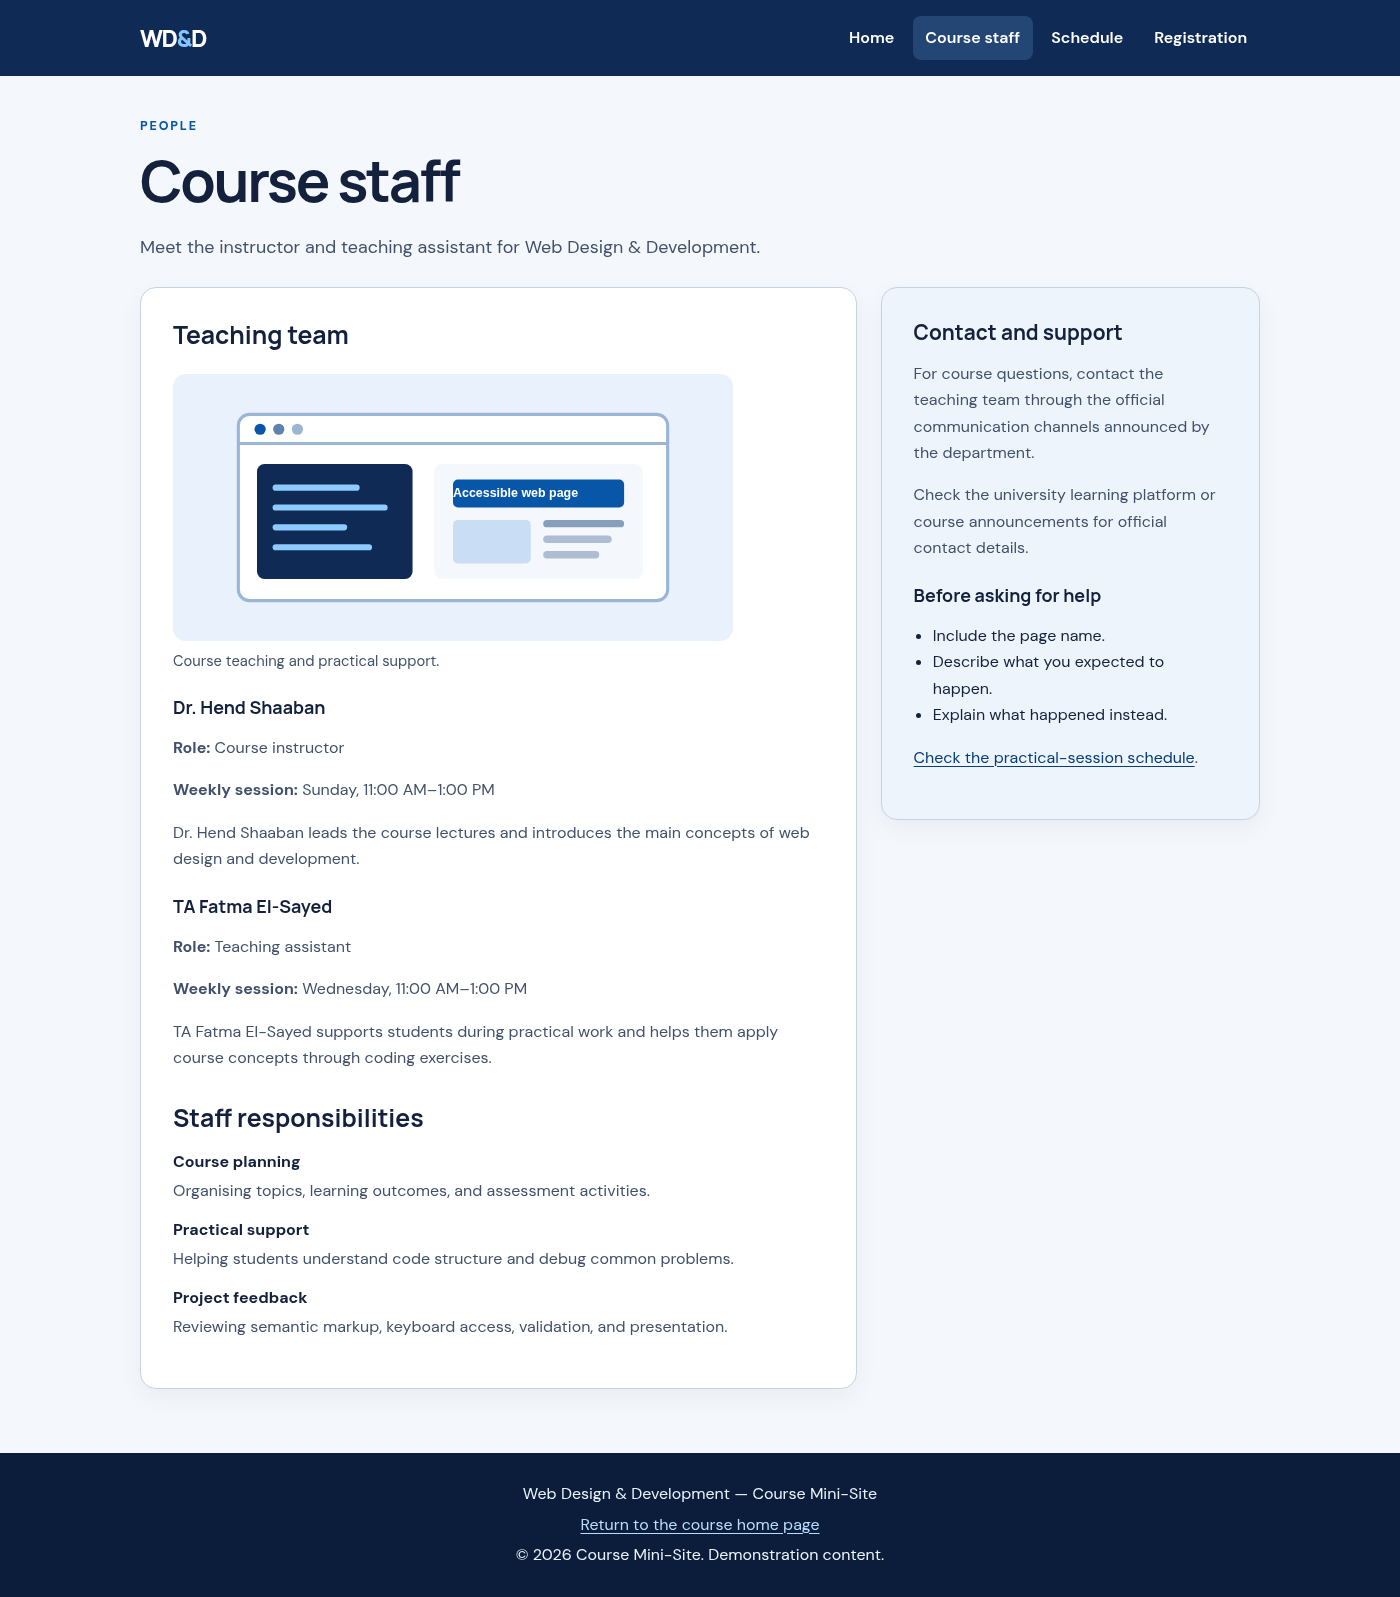 WD&D
Home
Course staff
Schedule
Registration
PEOPLE
Course staff
Meet the instructor and teaching assistant for Web Design & Development.
Teaching team
Accessible web page
Course teaching and practical support.
Dr. Hend Shaaban
Role: Course instructor
Weekly session: Sunday, 11:00 AM–1:00 PM
Dr. Hend Shaaban leads the course lectures and introduces the main concepts of web
design and development.
TA Fatma El-Sayed
Role: Teaching assistant
Weekly session: Wednesday, 11:00 AM–1:00 PM
TA Fatma El-Sayed supports students during practical work and helps them apply
course concepts through coding exercises.
Staff responsibilities
Course planning
Organising topics, learning outcomes, and assessment activities.
Practical support
Helping students understand code structure and debug common problems.
Project feedback
Reviewing semantic markup, keyboard access, validation, and presentation.
Contact and support
For course questions, contact the
teaching team through the official
communication channels announced by
the department.
Check the university learning platform or
course announcements for official
contact details.
Before asking for help
• Include the page name.
• Describe what you expected to
happen.
• Explain what happened instead.
Check the practical-session schedule.
Web Design & Development — Course Mini-Site
Return to the course home page
© 2026 Course Mini-Site. Demonstration content.